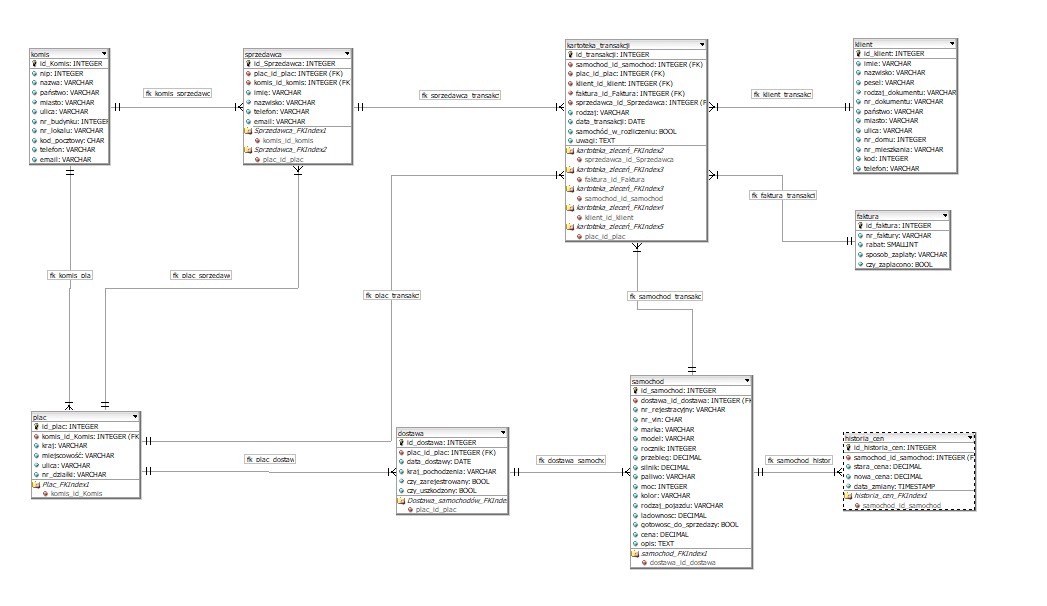 komis
id_Komis: INTEGER
nip: INTEGER
nazwa: VARCHAR
państwo: VARCHAR
miasto: VARCHAR
ulica: VARCHAR
nr_budynku: INTEGER
nr_lokalu: VARCHAR
kod_pocztowy: CHAR
telefon: VARCHAR
email: VARCHAR
fk_komis_sprzedawc
sprzedawca
id_Sprzedawca: INTEGER
plac_id_plac: INTEGER (FK)
komis_id_komis: INTEGER (FK
imię: VARCHAR
nazwisko: VARCHAR
telefon: VARCHAR
email: VARCHAR
Sprzedawca_FKIndex1
komis_id_komis
Sprzedawca_FKIndex2
plac_id_plac
fk_sprzedawca_transakc
kartoteka_transakcji
id_transakcji: INTEGER
samochod_id_samochod: INTEGER (FK)
plac_id_plac: INTEGER (FK)
klient_id_klient: INTEGER (FK)
faktura_id_Faktura: INTEGER (FK)
sprzedawca_id_Sprzedawca: INTEGER (F
rodzaj: VARCHAR
data_transakcji: DATE
samochód_w_rozliczeniu: BOOL
uwagi: TEXT
kartoteka_zleceń_FKIndex2
sprzedawca_id_Sprzedawca
kartoteka_zleceń_FKIndex3
faktura_id_Faktura
kartoteka_zleceń_FKIndex3
samochod_id_samochod
kartoteka_zleceń_FKIndex4
klient_id_klient
kartoteka_zleceń_FKIndex5
plac_id_plac
fk_klient_transakc
klient
id_klient: INTEGER
imie: VARCHAR
nazwisko: VARCHAR
pesel: VARCHAR
rodzaj_dokumentu: VARCHAR
nr_dokumentu: VARCHAR
państwo: VARCHAR
miasto: VARCHAR
ulica: VARCHAR
nr_domu: INTEGER
nr_mieszkania: VARCHAR
kod: INTEGER
telefon: VARCHAR
fk_faktura_transakci
faktura
id_faktura: INTEGER
nr_faktury: VARCHAR
rabat: SMALLINT
sposob_zaplaty: VARCHAR
czy_zaplacono: BOOL
fk_komis_pla
fk_plac_sprzedaw
fk_plac_transakc
fk_samochod_transakc
plac
id_plac: INTEGER
komis_id_Komis: INTEGER (FK
kraj: VARCHAR
miejscowość: VARCHAR
ulica: VARCHAR
nr_działki: VARCHAR
Plac_FKIndex1
komis_id_Komis
fk_plac_dostaw
dostawa
id_dostawa: INTEGER
plac_id_plac: INTEGER (FK)
data_dostawy: DATE
kraj_pochodzenia: VARCHAR
czy_zarejestrowany: BOOL
czy_uszkodzony: BOOL
Dostawa_samochodów_FKInde
plac_id_plac
fk_dostawa_samocho
samochod
id_samochod: INTEGER
dostawa_id_dostawa: INTEGER (FK
nr_rejestracyjny: VARCHAR
nr_vin: CHAR
marka: VARCHAR
model: VARCHAR
rocznik: INTEGER
przebieg: DECIMAL
silnik: DECIMAL
paliwo: VARCHAR
moc: INTEGER
kolor: VARCHAR
rodzaj_pojazdu: VARCHAR
ladownosc: DECIMAL
gotowosc_do_sprzedazy: BOOL
cena: DECIMAL
opis: TEXT
samochod_FKIndex1
dostawa_id_dostawa
fk_samochod_histor
historia_cen
id_historia_cen: INTEGER
samochod_id_samochod: INTEGER (F
stara_cena: DECIMAL
nowa_cena: DECIMAL
data_zmiany: TIMESTAMP
historia_cen_FKIndex1
samochod_id_samochod